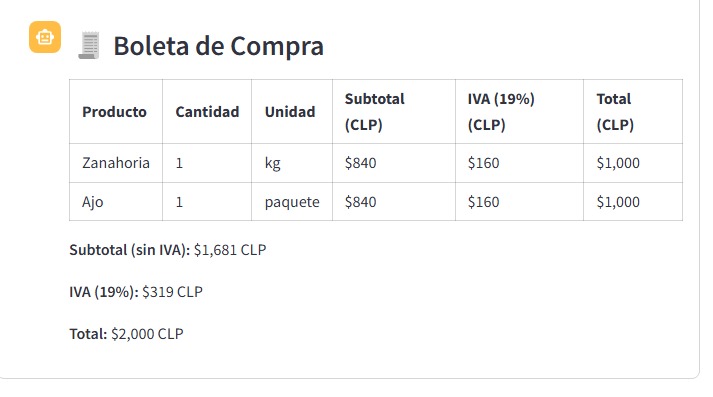 Boleta de Compra
Producto Cantidad Unidad Subtotal (CLP) IVA (19%) (CLP) Total (CLP)
Zanahoria 1 kg $840 $160 $1,000
Ajo 1 paquete $840 $160 $1,000
Subtotal (sin IVA): $1,681 CLP
IVA (19%): $319 CLP
Total: $2,000 CLP